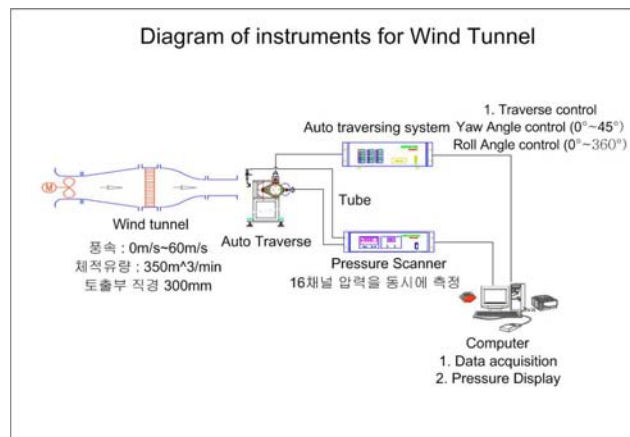 Diagram of instruments for Wind Tunnel
1. Traverse control
Auto traversing system
Yaw Angle control (0°~45°)
Roll Angle control (0°~360°)
M
Tube
Wind tunnel
Auto Traverse
풍속 : 0m/s~60m/s
체적유량 : 350m^3/min
토출부 직경 300mm
Pressure Scanner
16채널 압력을 동시에 측정
Computer
1. Data acquisition
2. Pressure Display